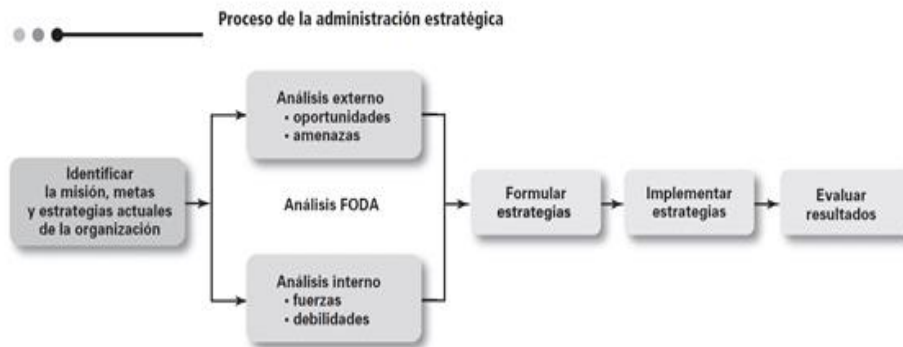 Proceso de la administración estratégica
Identificar
la misión, metas
y estrategias actuales
de la organización
Análisis externo
• oportunidades
• amenazas
Análisis FODA
Análisis interno
• fuerzas
• debilidades
Formular
estrategias
Implementar
estrategias
Evaluar
resultados